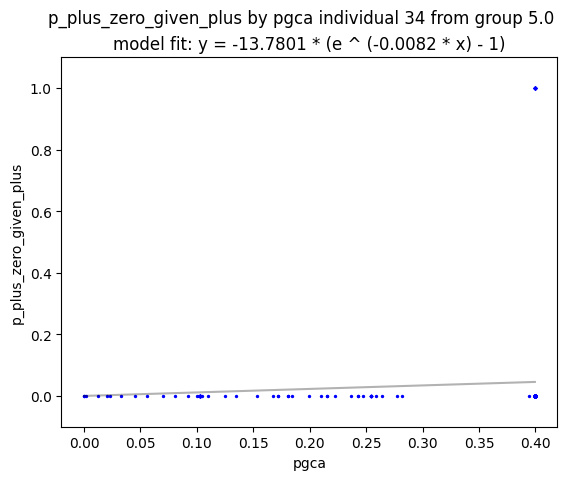 p_plus_zero_given_plus by pgca individual 34 from group 5.0
model fit: y = -13.7801 * (e ^ (-0.0082 * x) - 1)
1.0
0.8
0.6
0.4
0.2
0.0
p_plus_zero_given_plus
0.00 0.05 0.10 0.15 0.20 0.25 0.30 0.35 0.40
pgca